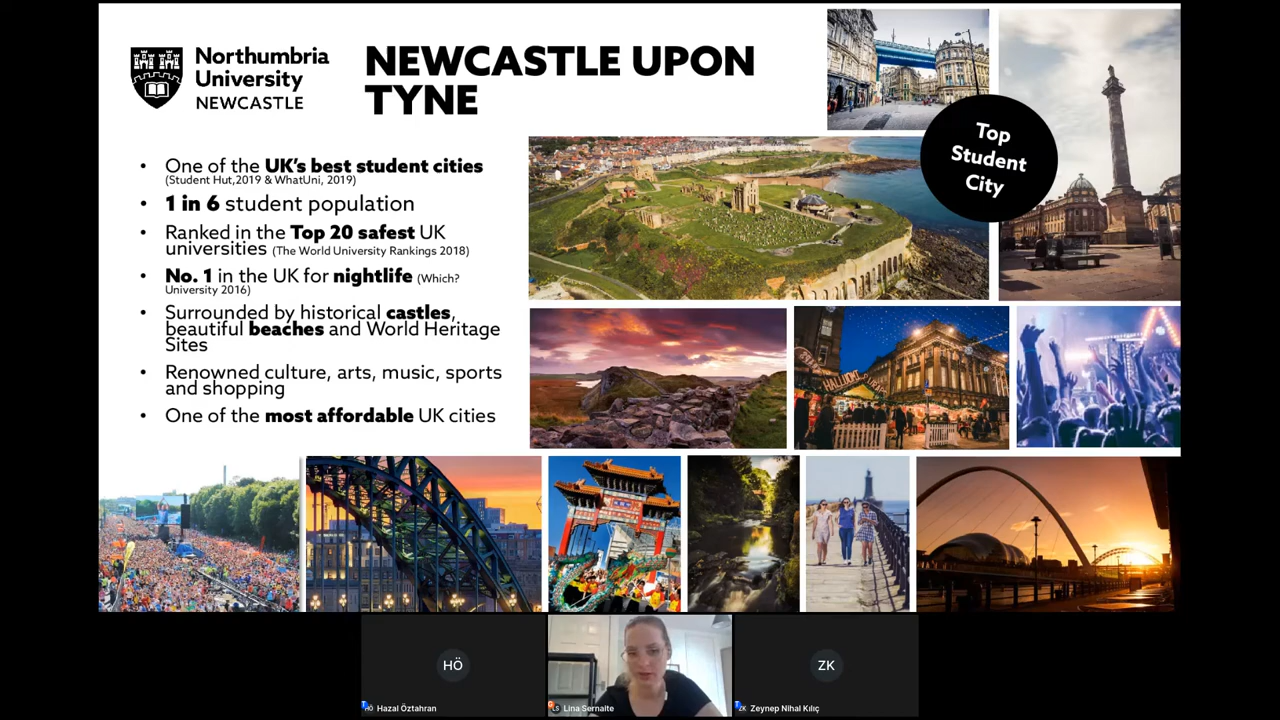 Northumbria
University
NEWCASTLE
NEWCASTLE UPON
TYNE
• One of the UK's best student cities
(Student Hut,2019 & WhatUni, 2019)
• 1 in 6 student population
• Ranked in the Top 20 safest UK
universities (The World University Rankings 2018)
• No. 1 in the UK for nightlife (Which?
University 2016)
• Surrounded by historical castles,
beautiful beaches and World Heritage
Sites
• Renowned culture, arts, music, sports
and shopping
• One of the most affordable UK cities
Top
Student
City
HÖ
ZK
HÖ Hazal Öztahran
LS Lina Sernaite
ZK Zeynep Nihal Kılıç